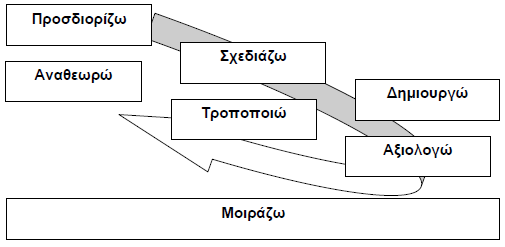 Προσδιορίζω
Σχεδιάζω
Αναθεωρώ
Δημιουργώ
Τροποποιώ
Αξιολογώ
Μοιράζω